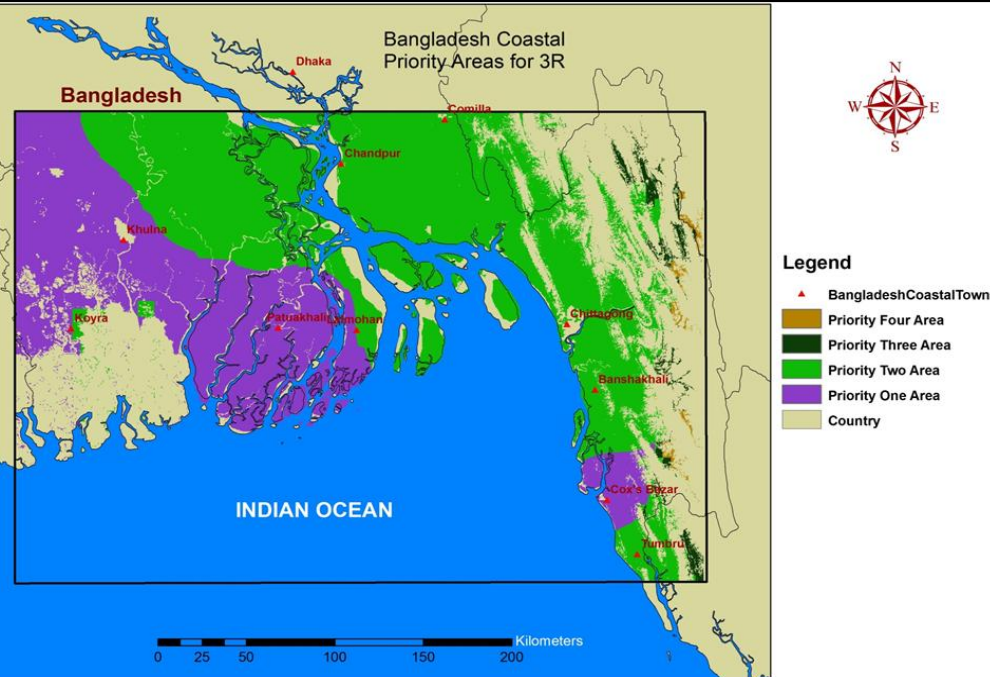 Bangladesh Coastal
Priority Areas for 3R
Dhaka
Bangladesh
Comilla
Chandpur
Khulna
Koyra
Patuakhali
Lalmohan
Chittagong
Banshakhali
Cox's Bazar
Tumbru
INDIAN OCEAN
Kilometers
0 25 50 100 150 200
N
W E
S
Legend
BangladeshCoastalTown
Priority Four Area
Priority Three Area
Priority Two Area
Priority One Area
Country